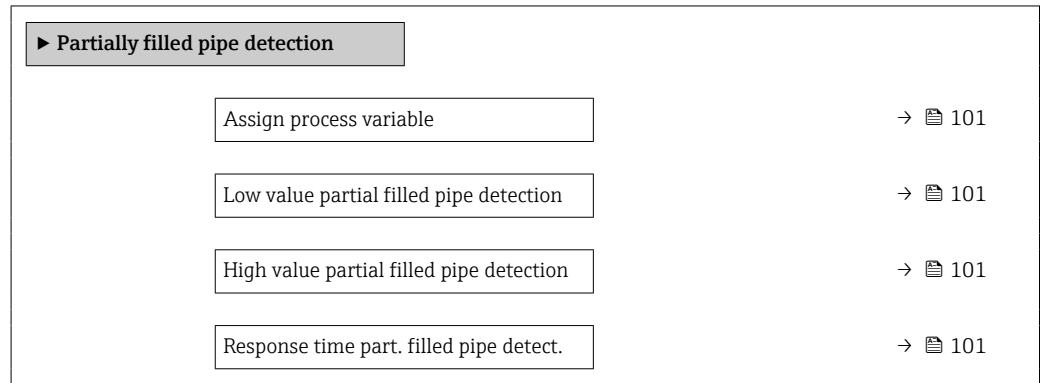 ▶ Partially filled pipe detection
Assign process variable → 101
Low value partial filled pipe detection → 101
High value partial filled pipe detection → 101
Response time part. filled pipe detect. → 101